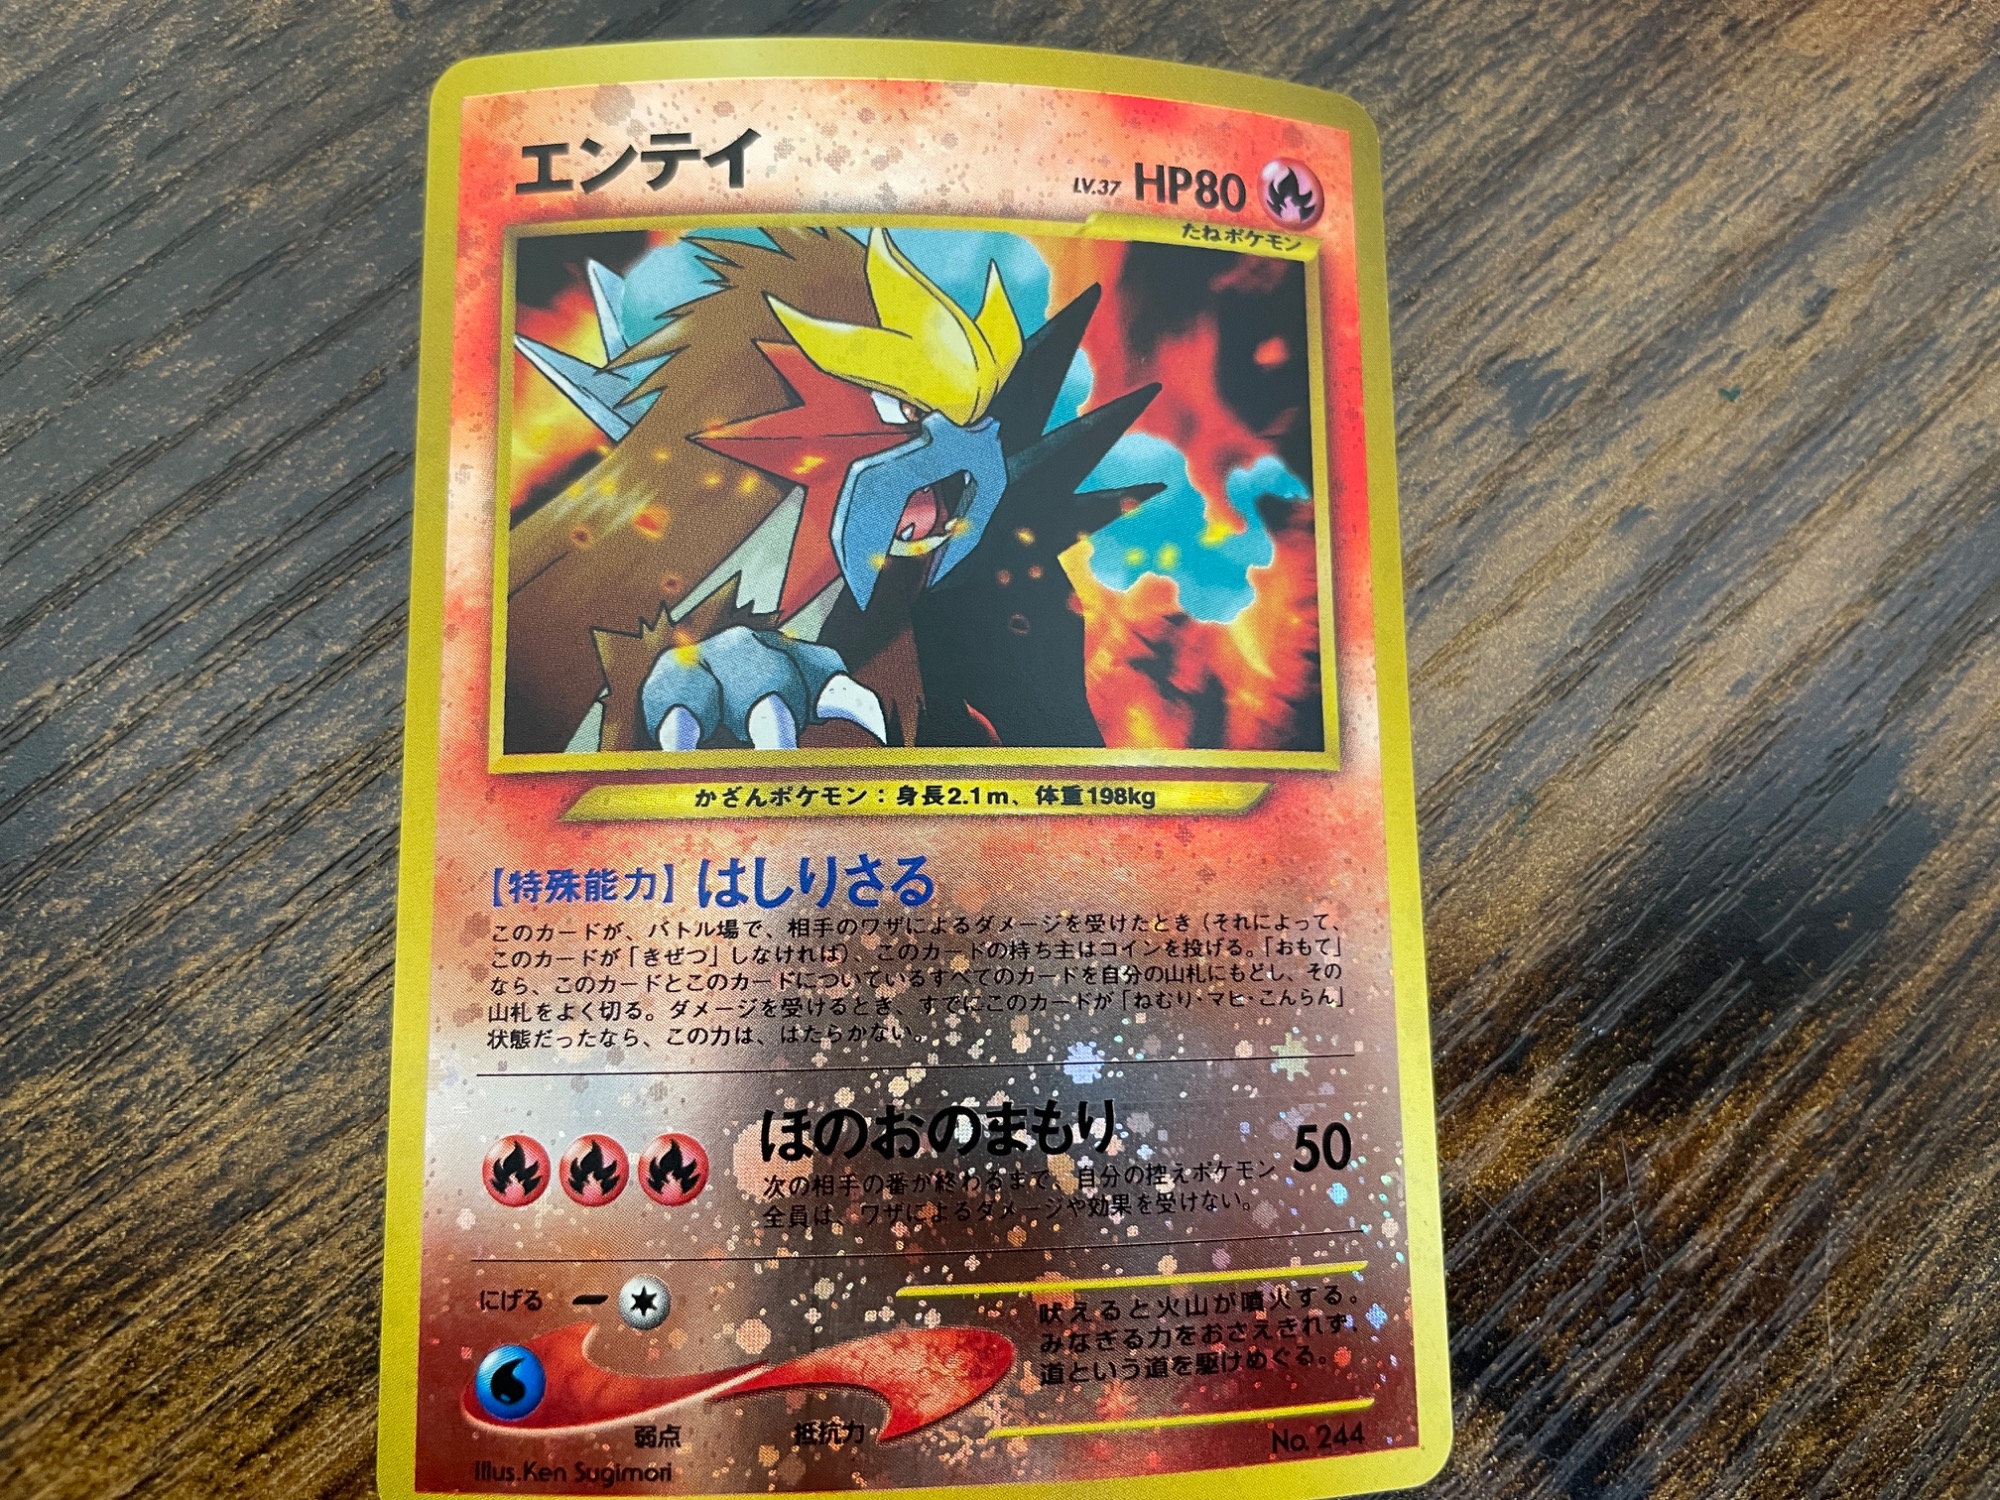 エンテイ
LV.37 HP80
たねポケモン
かざんポケモン：身長2.1m、体重198kg
【特殊能力】はしりさる
このカードが、バトル場で、相手のワザによるダメージを受けたとき（それによって、
このカードが「きぜつ」しなければ）、このカードの持ち主はコインを投げる。「おもて」
なら、このカードとこのカードについているすべてのカードを自分の山札にもどし、その
山札をよく切る。ダメージを受けるとき、すでにこのカードが「ねむり・マヒ・こんらん」
状態だったなら、この力は、はたらかない。
ほのおのまもり 50
次の相手の番が終わるまで、自分の控えポケモン
全員は、ワザによるダメージや効果を受けない。
にげる
吠えると火山が噴火する。
みなぎる力をおさえきれず、
道という道を駆けめぐる。
弱点 抵抗力
No. 244
Illus.Ken Sugimori